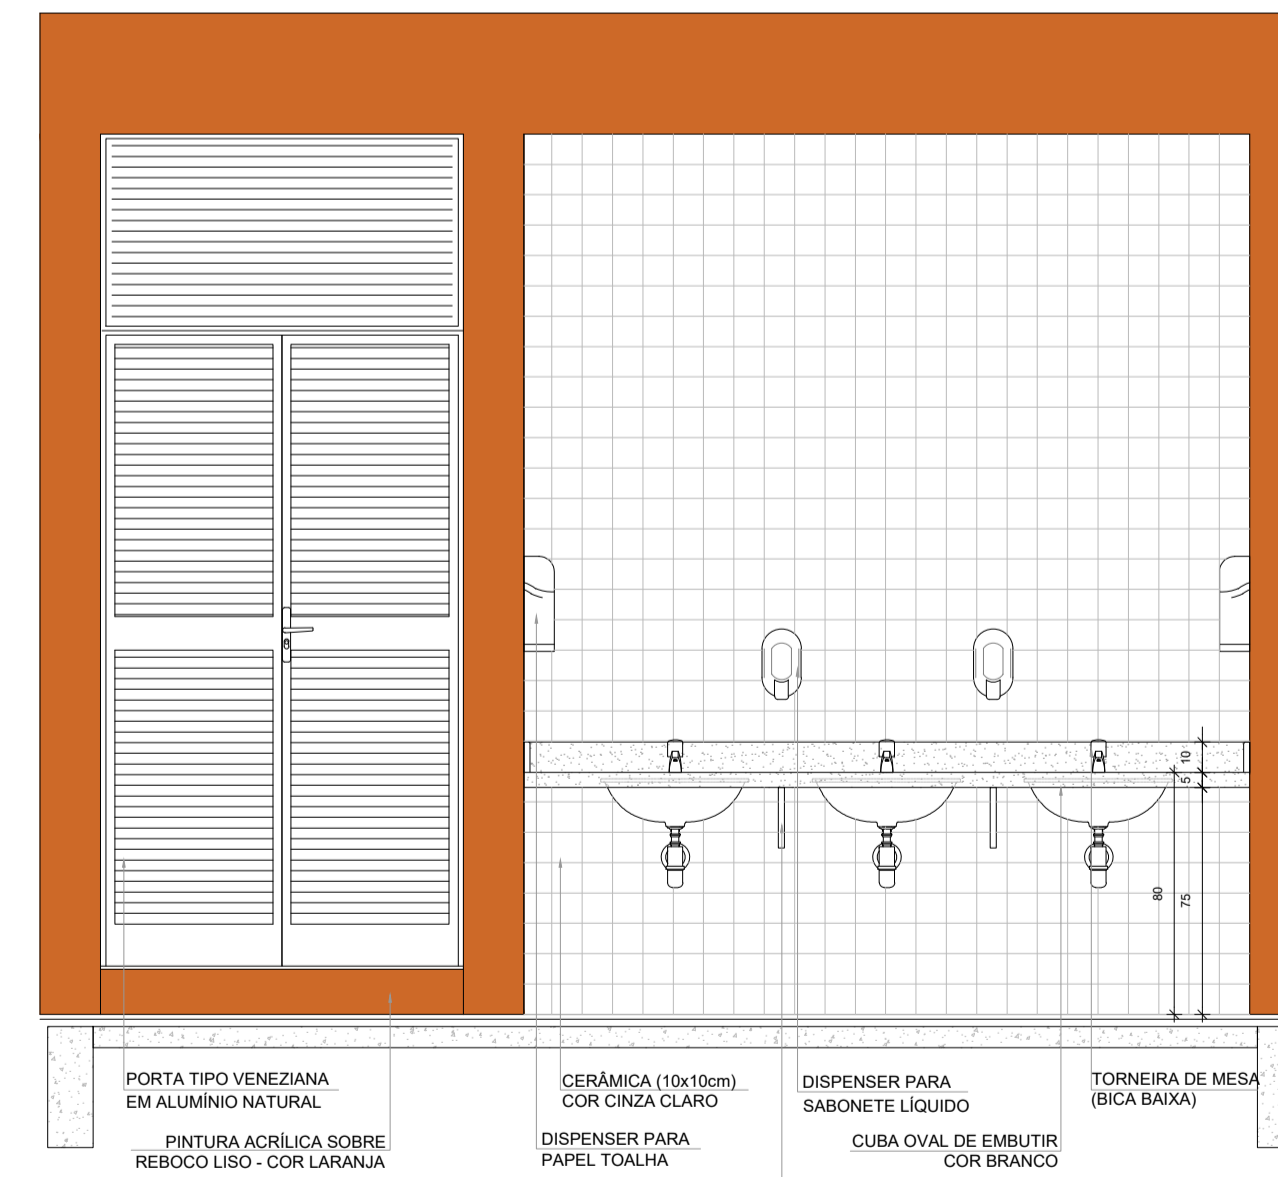 10
5
80
75
PORTA TIPO VENEZIANA
EM ALUMÍNIO NATURAL
PINTURA ACRÍLICA SOBRE
REBOCO LISO - COR LARANJA
CERÂMICA (10x10cm)
COR CINZA CLARO
DISPENSER PARA
PAPEL TOALHA
DISPENSER PARA
SABONETE LÍQUIDO
CUBA OVAL DE EMBUTIR
COR BRANCO
TORNEIRA DE MESA
(BICA BAIXA)